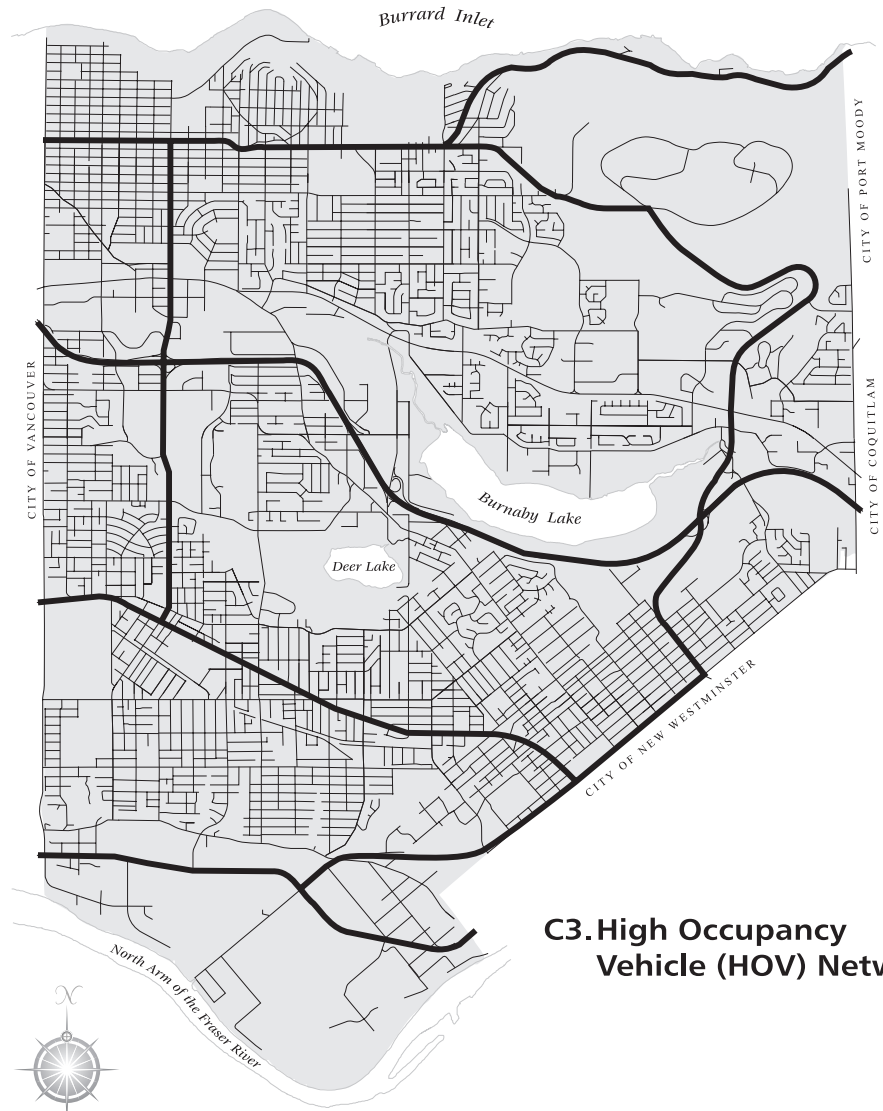 Burrard Inlet
CITY OF PORT MOODY
CITY OF VANCOUVER
CITY OF COQUITLAM
Burnaby Lake
Deer Lake
CITY OF NEW WESTMINSTER
C3. High Occupancy
Vehicle (HOV) Netw
North Arm of the Fraser River
N